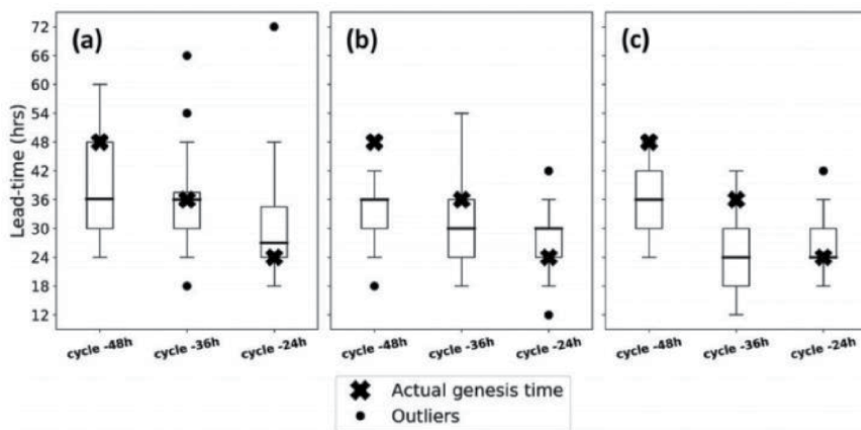 (a)
(b)
(c)
Lead-time (hrs)
72
66
60
54
48
42
36
30
24
18
12
cycle -48h
cycle -36h
cycle -24h
cycle -48h
cycle -36h
cycle -24h
cycle -48h
cycle -36h
cycle -24h
Actual genesis time
Outliers